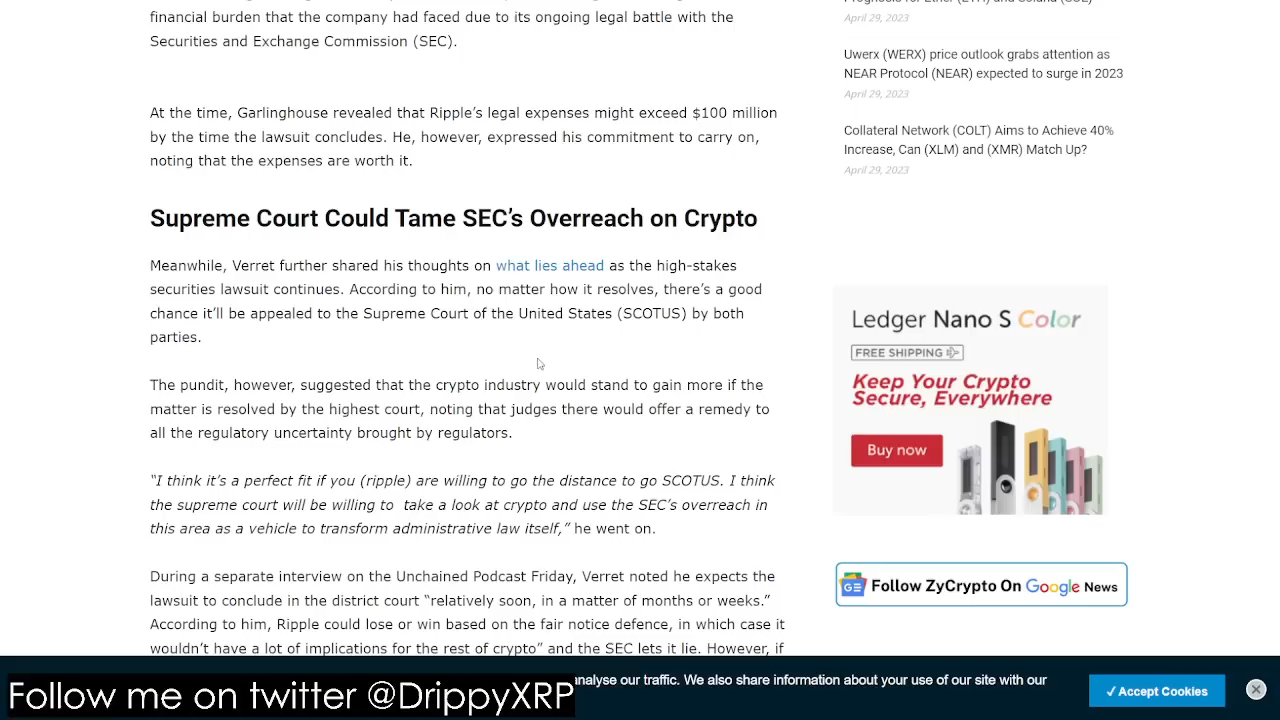 financial burden that the company had faced due to its ongoing legal battle with the
Securities and Exchange Commission (SEC).
At the time, Garlinghouse revealed that Ripple's legal expenses might exceed $100 million
by the time the lawsuit concludes. He, however, expressed his commitment to carry on,
noting that the expenses are worth it.
Supreme Court Could Tame SEC's Overreach on Crypto
Meanwhile, Verret further shared his thoughts on what lies ahead as the high-stakes
securities lawsuit continues. According to him, no matter how it resolves, there's a good
chance it'll be appealed to the Supreme Court of the United States (SCOTUS) by both
parties.
The pundit, however, suggested that the crypto industry would stand to gain more if the
matter is resolved by the highest court, noting that judges there would offer a remedy to
all the regulatory uncertainty brought by regulators.
“I think it's a perfect fit if you (ripple) are willing to go the distance to go SCOTUS. I think
the supreme court will be willing to  take a look at crypto and use the SEC's overreach in
this area as a vehicle to transform administrative law itself,” he went on.
During a separate interview on the Unchained Podcast Friday, Verret noted he expects the
lawsuit to conclude in the district court “relatively soon, in a matter of months or weeks.”
According to him, Ripple could lose or win based on the fair notice defence, in which case it
wouldn't have a lot of implications for the rest of crypto” and the SEC lets it lie. However, if
April 29, 2023
Uwerx (WERX) price outlook grabs attention as
NEAR Protocol (NEAR) expected to surge in 2023
April 29, 2023
Collateral Network (COLT) Aims to Achieve 40%
Increase, Can (XLM) and (XMR) Match Up?
April 29, 2023
Ledger Nano S Color
FREE SHIPPING
Keep Your Crypto
Secure, Everywhere
Buy now
Follow ZyCrypto On Google News
analyse our traffic. We also share information about your use of our site with our
✓ Accept Cookies
Follow me on twitter @DrippyXRP